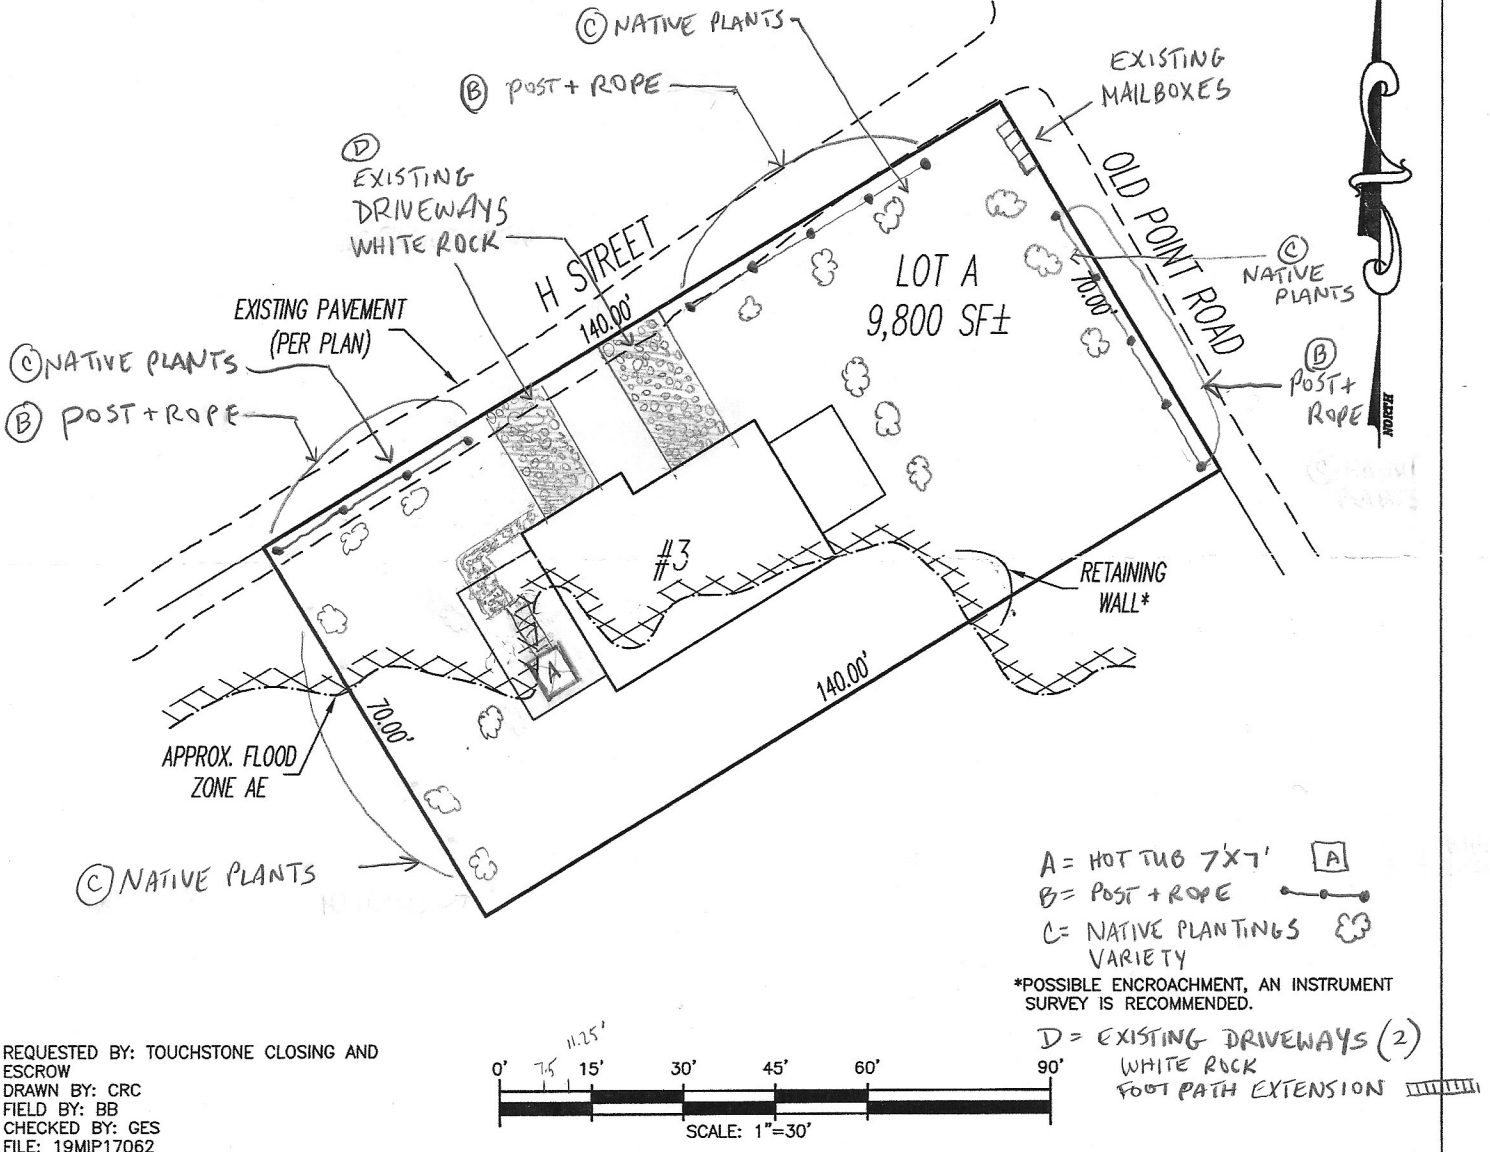 Ⓒ NATIVE PLANTS
Ⓑ POST + ROPE
EXISTING
MAILBOXES
Ⓓ
EXISTING
DRIVEWAYS
WHITE ROCK
H STREET
140.00'
OLD POINT ROAD
LOT A
9,800 SF±
70.00'
Ⓒ
NATIVE
PLANTS
EXISTING PAVEMENT
(PER PLAN)
Ⓒ NATIVE PLANTS
Ⓑ POST + ROPE
Ⓑ
POST +
ROPE
NORTH
#3
RETAINING
WALL*
A
140.00'
70.00'
APPROX. FLOOD
ZONE AE
Ⓒ NATIVE PLANTS
A = HOT TUB 7'X7' A
B = POST + ROPE
C = NATIVE PLANTINGS
VARIETY
*POSSIBLE ENCROACHMENT, AN INSTRUMENT
SURVEY IS RECOMMENDED.
D = EXISTING DRIVEWAYS (2)
WHITE ROCK
FOOT PATH EXTENSION
REQUESTED BY: TOUCHSTONE CLOSING AND
ESCROW
DRAWN BY: CRC
FIELD BY: BB
CHECKED BY: GES
FILE: 19MIP17062
0' 7.5 11.25' 15' 30' 45' 60' 90'
SCALE: 1"=30'